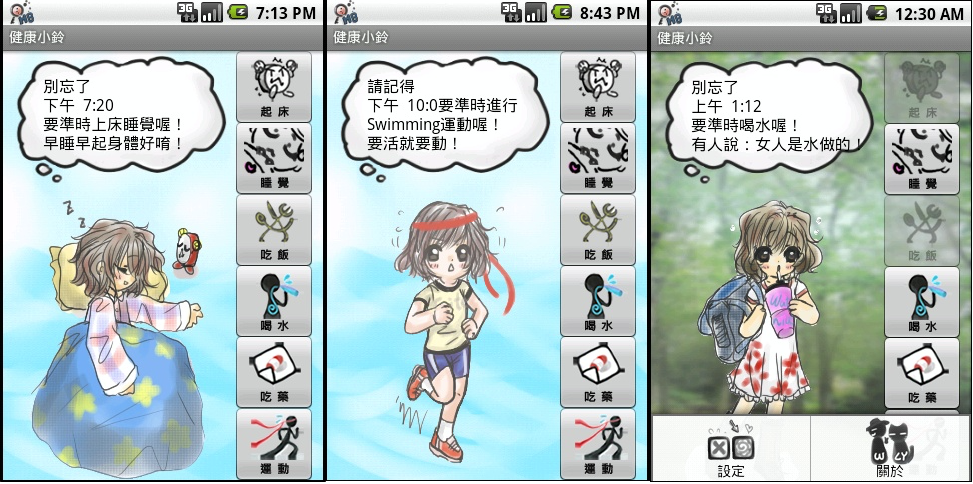 3G 7:13 PM
健康小鈴
別忘了
下午 7:20
要準時上床睡覺喔！
早睡早起身體好唷！
起床
睡覺
吃飯
喝水
吃藥
運動
3G 8:43 PM
健康小鈴
請記得
下午 10:0要準時進行
Swimming運動喔！
要活就要動！
起床
睡覺
吃飯
喝水
吃藥
運動
3G 12:30 AM
健康小鈴
別忘了
上午 1:12
要準時喝水喔！
有人說：女人是水做的！
起床
睡覺
吃飯
喝水
吃藥
設定
W LY
關於